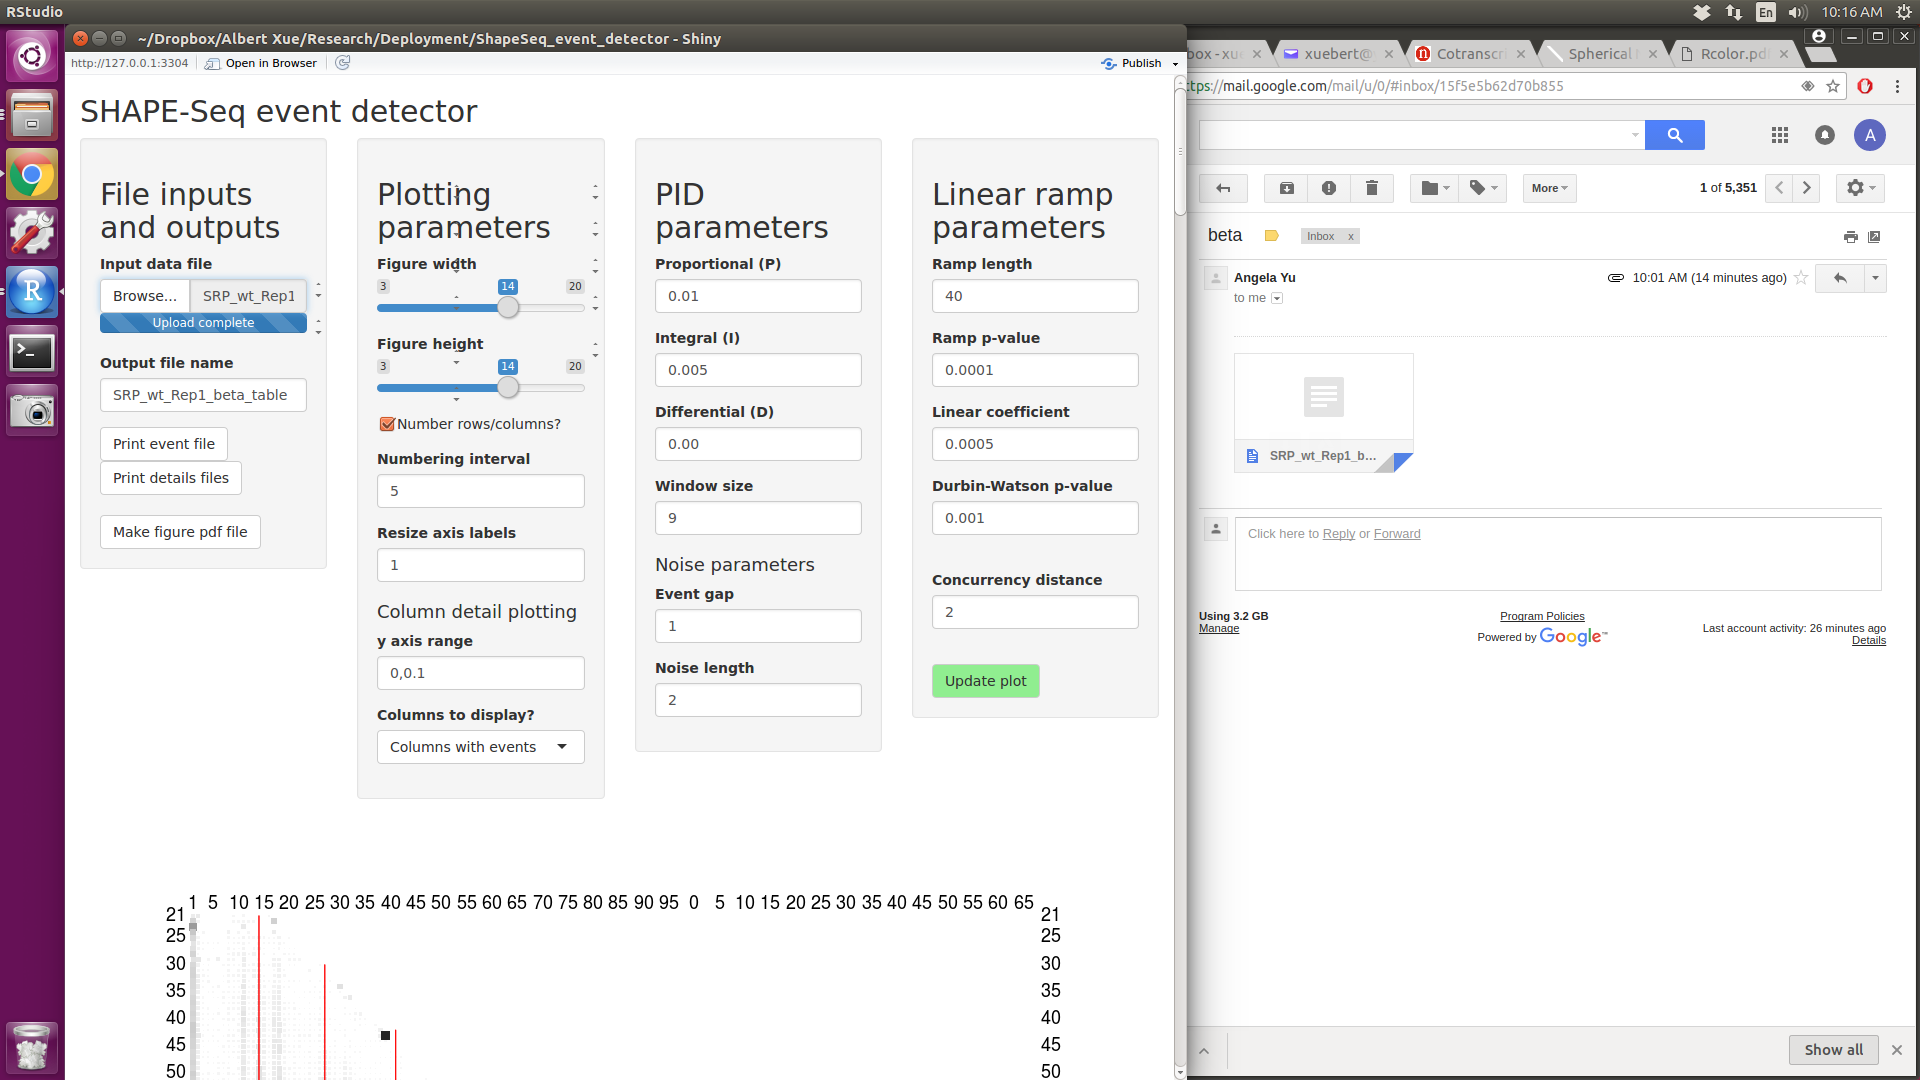 RStudio
En
10:16 AM
~/Dropbox/Albert Xue/Research/Deployment/ShapeSeq_event_detector - Shiny
http://127.0.0.1:3304
Open in Browser
Publish
SHAPE-Seq event detector
File inputs
and outputs
Input data file
Browse...
SRP_wt_Rep1
Upload complete
Output file name
SRP_wt_Rep1_beta_table
Print event file
Print details files
Make figure pdf file
Plotting
parameters
Figure width
3
14
20
Figure height
3
14
20
Number rows/columns?
Numbering interval
5
Resize axis labels
1
Column detail plotting
y axis range
0,0.1
Columns to display?
Columns with events
PID
parameters
Proportional (P)
0.01
Integral (I)
0.005
Differential (D)
0.00
Window size
9
Noise parameters
Event gap
1
Noise length
2
Linear ramp
parameters
Ramp length
40
Ramp p-value
0.0001
Linear coefficient
0.0005
Durbin-Watson p-value
0.001
Concurrency distance
2
Update plot
1 5 10 15 20 25 30 35 40 45 50 55 60 65 70 75 80 85 90 95 0 5 10 15 20 25 30 35 40 45 50 55 60 65
21 21
25 25
30 30
35 35
40 40
45 45
50 50
box - xue
xuebert@
Cotranscri
Spherical
Rcolor.pdf
tps://mail.google.com/mail/u/0/#inbox/15f5e5b62d70b855
A
More
1 of 5,351
beta
Inbox x
Angela Yu
10:01 AM (14 minutes ago)
to me
SRP_wt_Rep1_b...
Click here to Reply or Forward
Using 3.2 GB
Manage
Program Policies
Powered by Google™
Last account activity: 26 minutes ago
Details
Show all